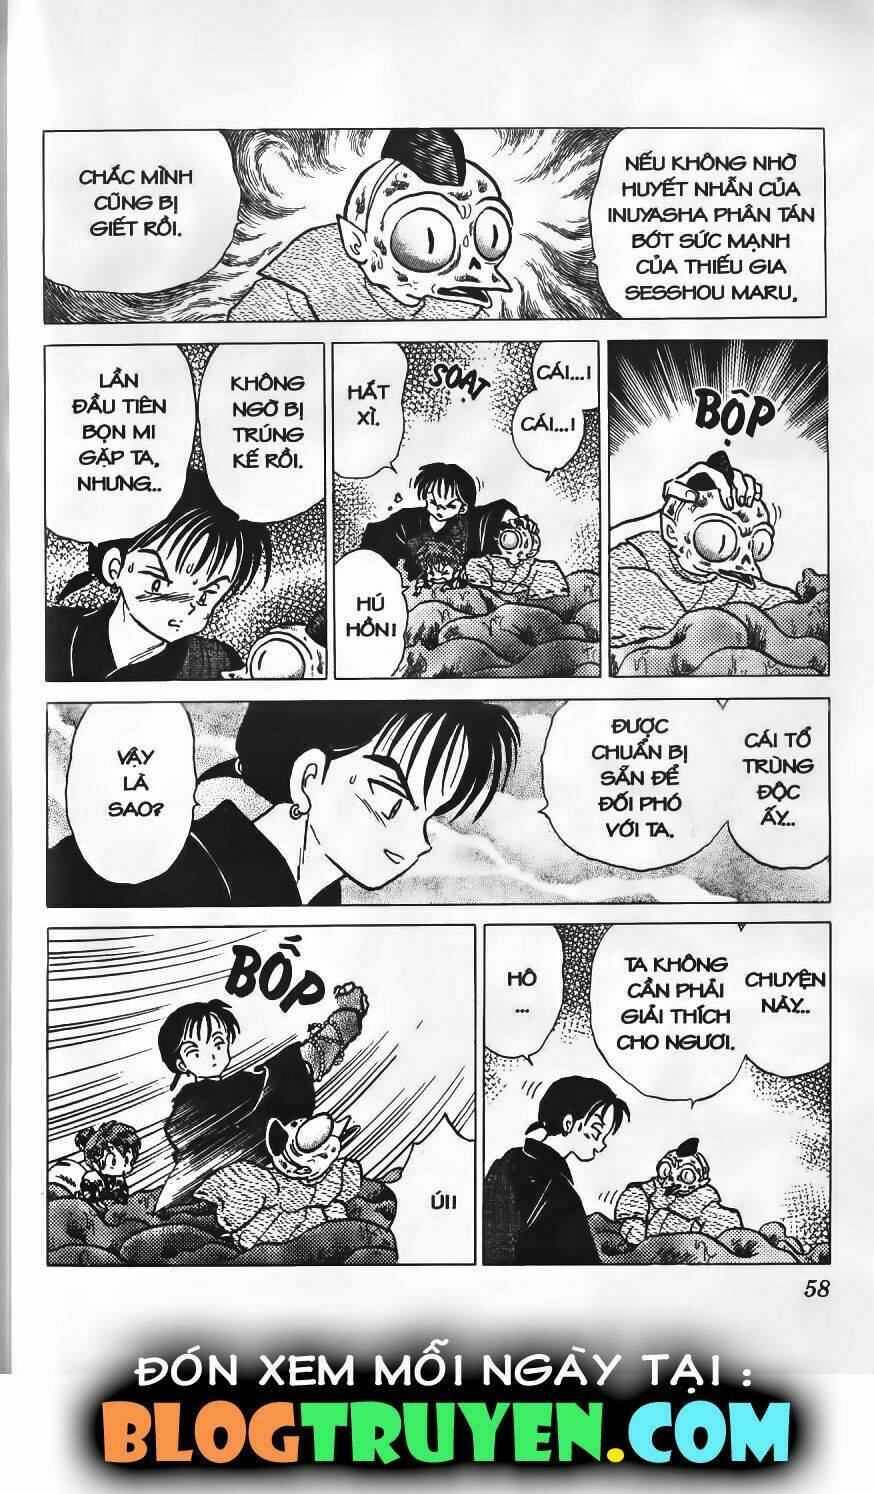 NẾU KHÔNG NHỜ
HUYẾT NHẪN CỦA
INUYASHA PHÂN TÁN
BỚT SỨC MẠNH
CỦA THIẾU GIA
SESSHOU MARU,
CHẮC MÌNH
CŨNG BỊ
GIẾT RỒI.
BỘP
CÁI...!
CÁI...!
SOẠT
HẮT
XÌ.
HÚ
HỒN!
KHÔNG
NGỜ BỊ
TRÚNG
KẾ RỒI.
LẦN
ĐẦU TIÊN
BỌN MI
GẶP TA,
NHƯNG...
CÁI TỔ
TRÙNG
ĐỘC
ẤY...
ĐƯỢC
CHUẨN BỊ
SẴN ĐỂ
ĐỐI PHÓ
VỚI TA.
VẬY
LÀ
SAO?
CHUYỆN
NÀY...
TA KHÔNG
CẦN PHẢI
GIẢI THÍCH
CHO NGƯƠI.
HÔ
...
BỐP
ÚI!
58
ĐÓN XEM MỖI NGÀY TẠI :
BLOGTRUYEN.COM